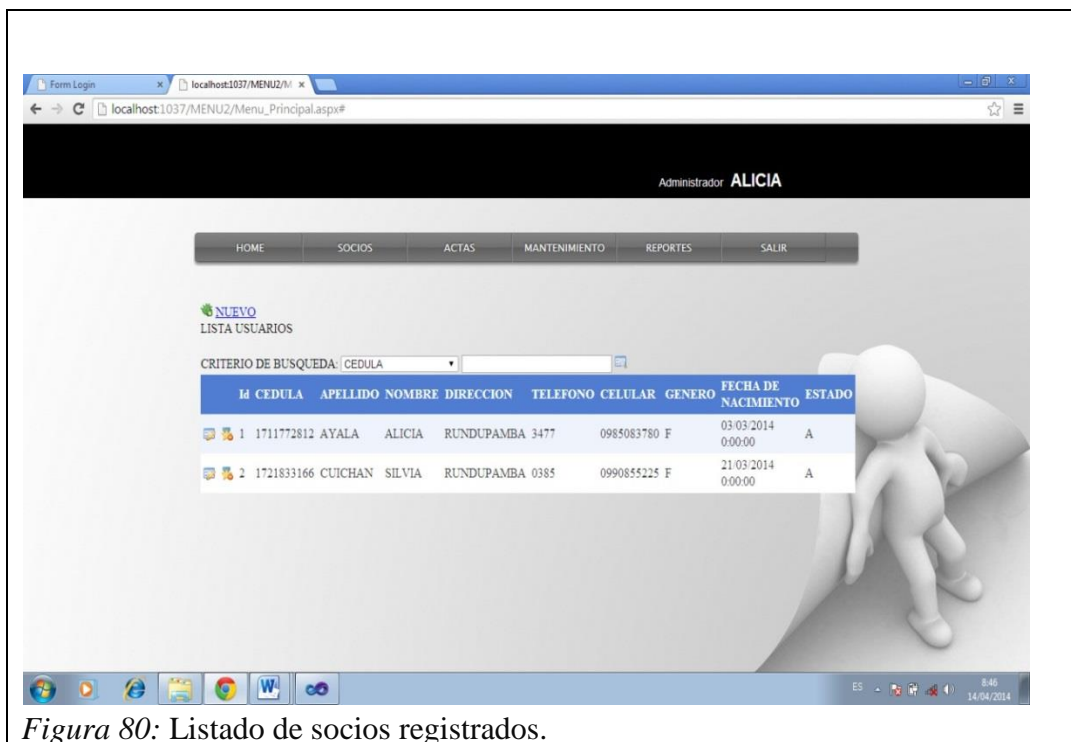 Form Login
localhost:1037/MENU2/M
localhost:1037/MENU2/Menu_Principal.aspx#
Administrador ALICIA
HOME SOCIOS ACTAS MANTENIMIENTO REPORTES SALIR
NUEVO
LISTA USUARIOS
CRITERIO DE BUSQUEDA: CEDULA
Id CEDULA APELLIDO NOMBRE DIRECCION TELEFONO CELULAR GENERO FECHA DE NACIMIENTO ESTADO
1 1711772812 AYALA ALICIA RUNDUPAMBA 3477 0985083780 F 03/03/2014 0:00:00 A
2 1721833166 CUICHAN SILVIA RUNDUPAMBA 0385 0990855225 F 21/03/2014 0:00:00 A
ES 8:46
14/04/2014
Figura 80: Listado de socios registrados.